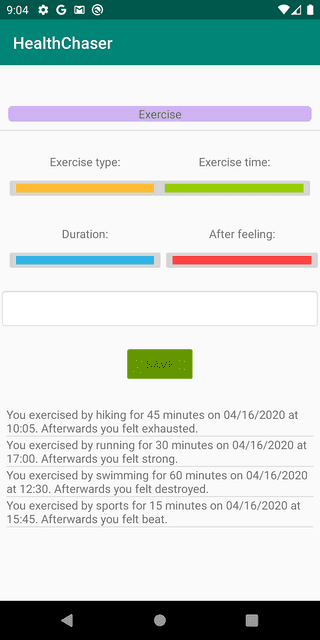 9:04
HealthChaser
Exercise
Exercise type: Exercise time:
Duration: After feeling:
SAVE
You exercised by hiking for 45 minutes on 04/16/2020 at
10:05. Afterwards you felt exhausted.
You exercised by running for 30 minutes on 04/16/2020 at
17:00. Afterwards you felt strong.
You exercised by swimming for 60 minutes on 04/16/2020
at 12:30. Afterwards you felt destroyed.
You exercised by sports for 15 minutes on 04/16/2020 at
15:45. Afterwards you felt beat.